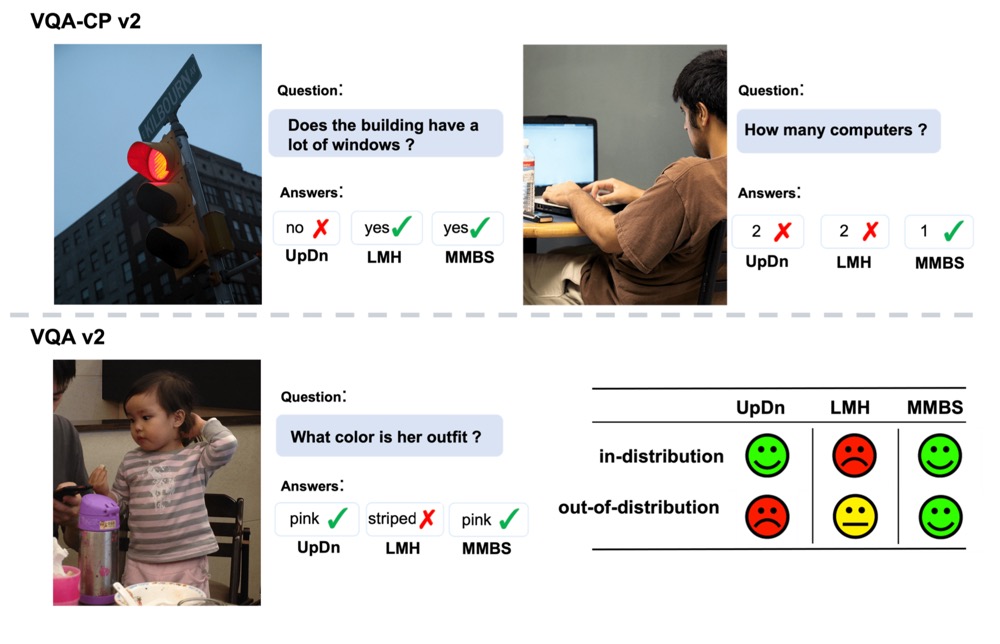 VQA-CP v2
KILBOURN AV
Question:
Does the building have a
lot of windows ?
Answers:
no ✗ yes ✓ yes ✓
UpDn LMH MMBS
Question:
How many computers ?
Answers:
2 ✗ 2 ✗ 1 ✓
UpDn LMH MMBS
VQA v2
Question:
What color is her outfit ?
Answers:
pink ✓ striped ✗ pink ✓
UpDn LMH MMBS
UpDn LMH MMBS
in-distribution
out-of-distribution